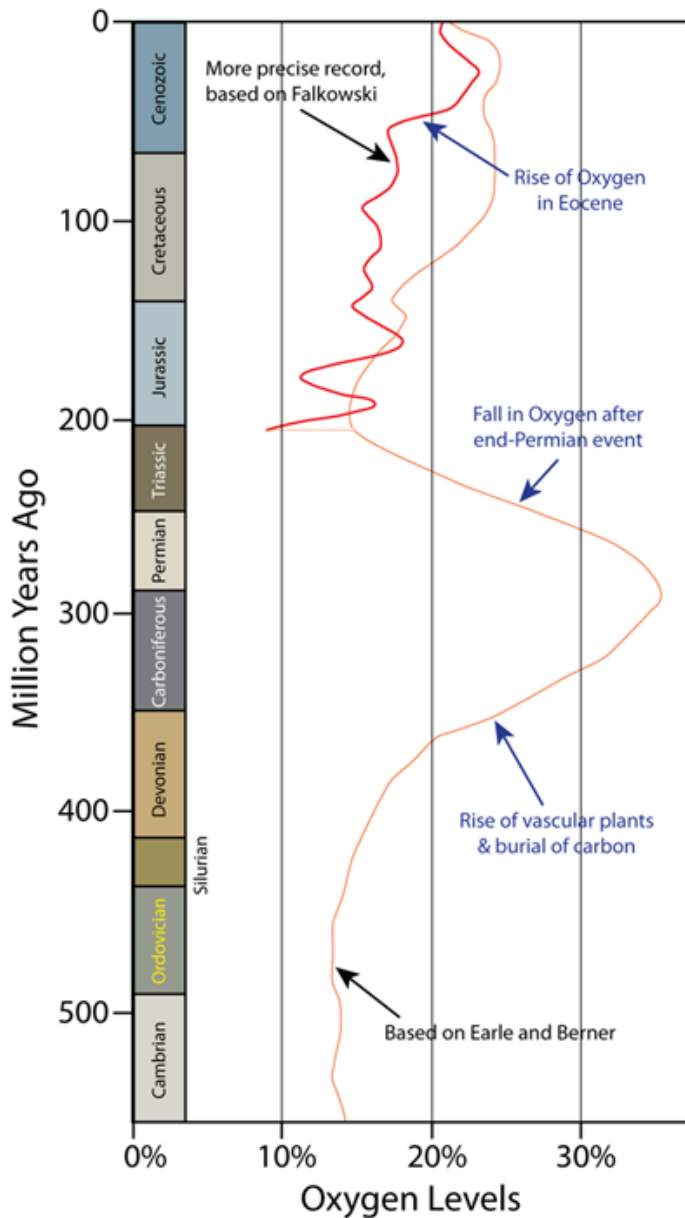 0
100
200
300
400
500
Million Years Ago
Cenozoic
Cretaceous
Jurassic
Triassic
Permian
Carboniferous
Devonian
Silurian
Ordovician
Cambrian
More precise record,
based on Falkowski
Rise of Oxygen
in Eocene
Fall in Oxygen after
end-Permian event
Rise of vascular plants
& burial of carbon
Based on Earle and Berner
0%
10%
20%
30%
Oxygen Levels